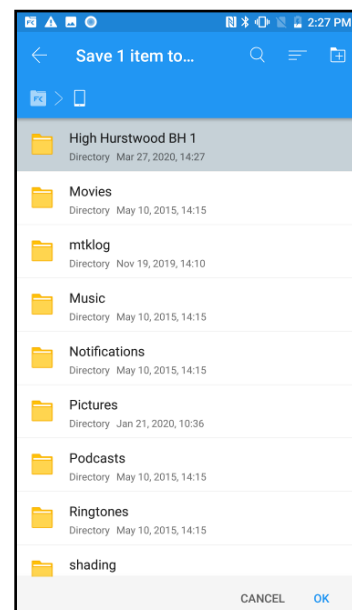 FC
2:27 PM
Save 1 item to...
FC
High Hurstwood BH 1
Directory Mar 27, 2020, 14:27
Movies
Directory May 10, 2015, 14:15
mtklog
Directory Nov 19, 2019, 14:10
Music
Directory May 10, 2015, 14:15
Notifications
Directory May 10, 2015, 14:15
Pictures
Directory Jan 21, 2020, 10:36
Podcasts
Directory May 10, 2015, 14:15
Ringtones
Directory May 10, 2015, 14:15
shading
CANCEL OK